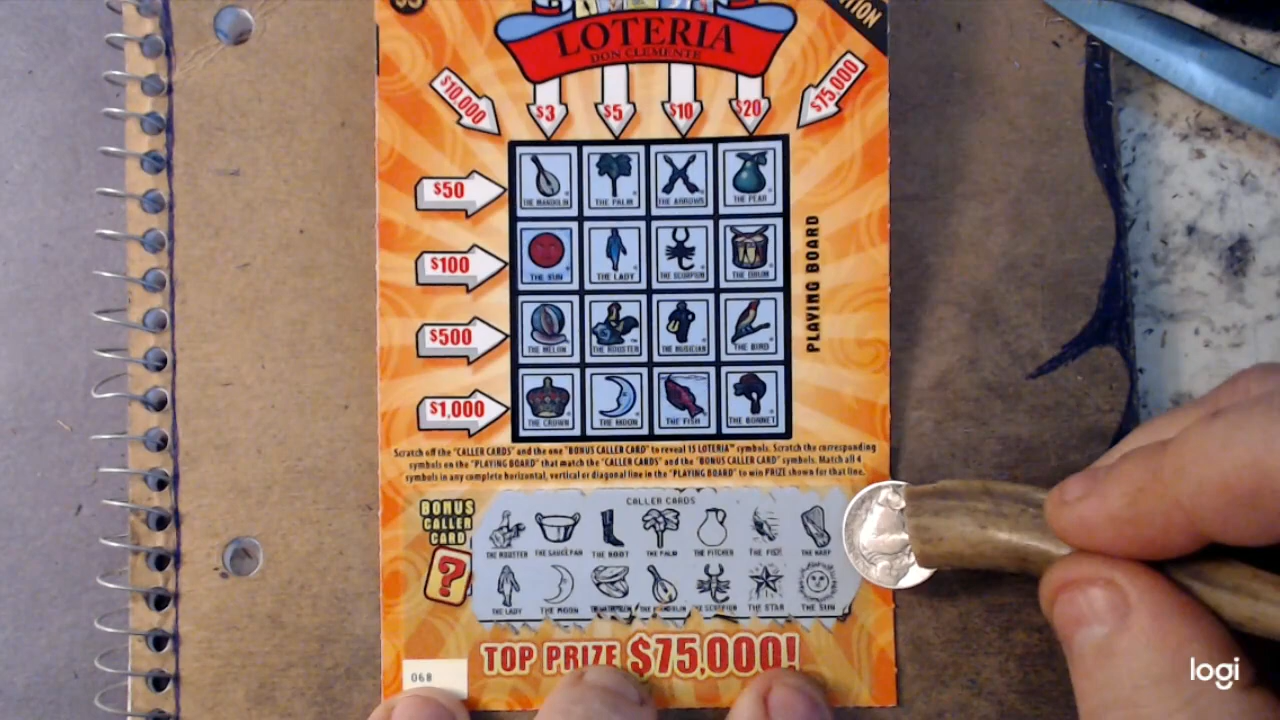 $3
LOTERIA
DON CLEMENTE
$10,000
$3
$5
$10
$20
$75,000
$50
THE MANDOLIN
THE PALM
THE ARROWS
THE PEAR
$100
THE SUN
THE LADY
THE SCORPION
THE DRUM
$500
THE MELON
THE ROOSTER
THE MUSICIAN
THE BIRD
$1,000
THE CROWN
THE MOON
THE FISH
THE BONNET
PLAYING BOARD
Scratch off the "CALLER CARDS" and the one "BONUS CALLER CARD" to reveal 15 LOTERIA™ symbols. Scratch the corresponding
symbols on the "PLAYING BOARD" that match the "CALLER CARDS" and the "BONUS CALLER CARD" symbols. Match all 4
symbols in any complete horizontal, vertical or diagonal line in the "PLAYING BOARD" to win PRIZE shown for that line.
BONUS
CALLER
CARD
?
CALLER CARDS
THE ROOSTER
THE SAUCEPAN
THE BOOT
THE PALM
THE PITCHER
THE FISH
THE HARP
THE LADY
THE MOON
THE WATERMELON
THE MANDOLIN
THE SCORPION
THE STAR
THE SUN
TOP PRIZE $75,000!
068
logi